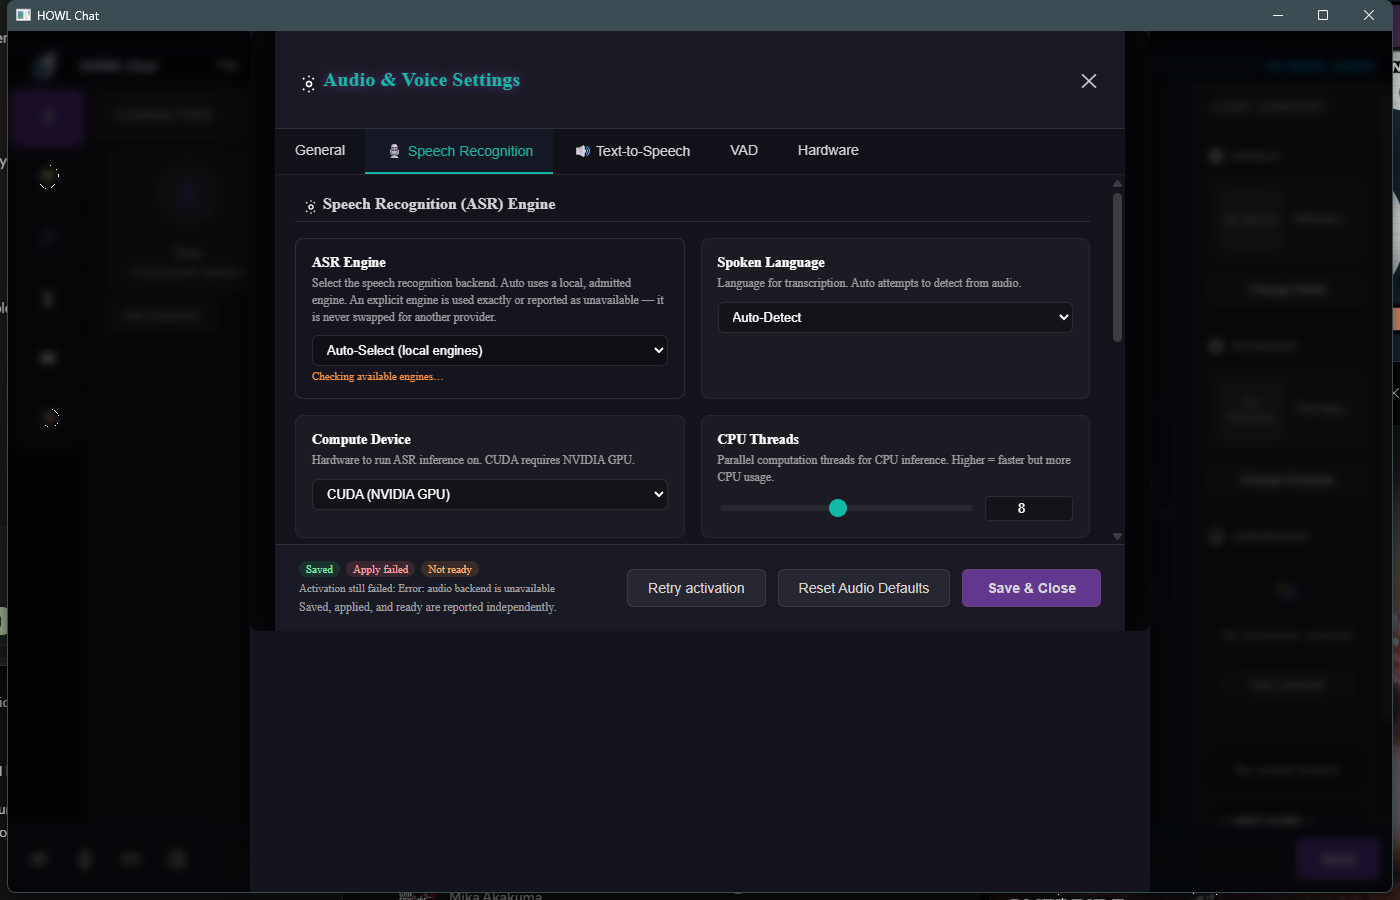 HOWL Chat
Audio & Voice Settings
General
Speech Recognition
Text-to-Speech
VAD
Hardware
Speech Recognition (ASR) Engine
ASR Engine
Select the speech recognition backend. Auto uses a local, admitted
engine. An explicit engine is used exactly or reported as unavailable — it
is never swapped for another provider.
Auto-Select (local engines)
Checking available engines…
Spoken Language
Language for transcription. Auto attempts to detect from audio.
Auto-Detect
Compute Device
Hardware to run ASR inference on. CUDA requires NVIDIA GPU.
CUDA (NVIDIA GPU)
CPU Threads
Parallel computation threads for CPU inference. Higher = faster but more
CPU usage.
8
Saved
Apply failed
Not ready
Activation still failed: Error: audio backend is unavailable
Saved, applied, and ready are reported independently.
Retry activation
Reset Audio Defaults
Save & Close
Mika Akakuma